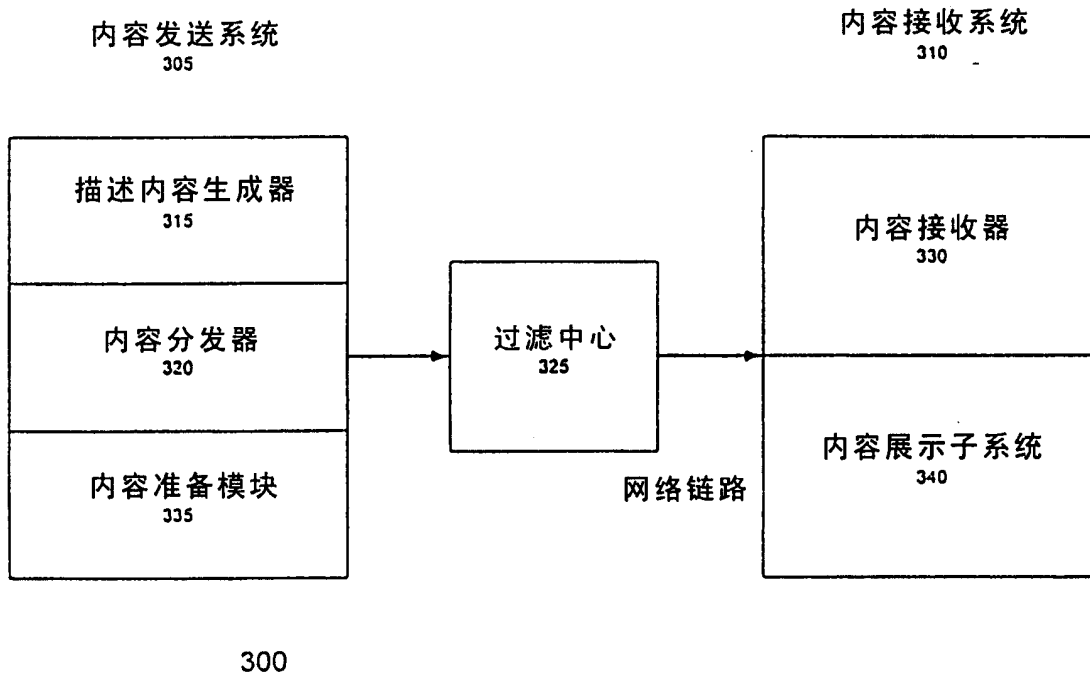 内容发送系统
305
内容接收系统
310
描述内容生成器
315
内容分发器
320
内容准备模块
335
过滤中心
325
网络链路
内容接收器
330
内容展示子系统
340
300